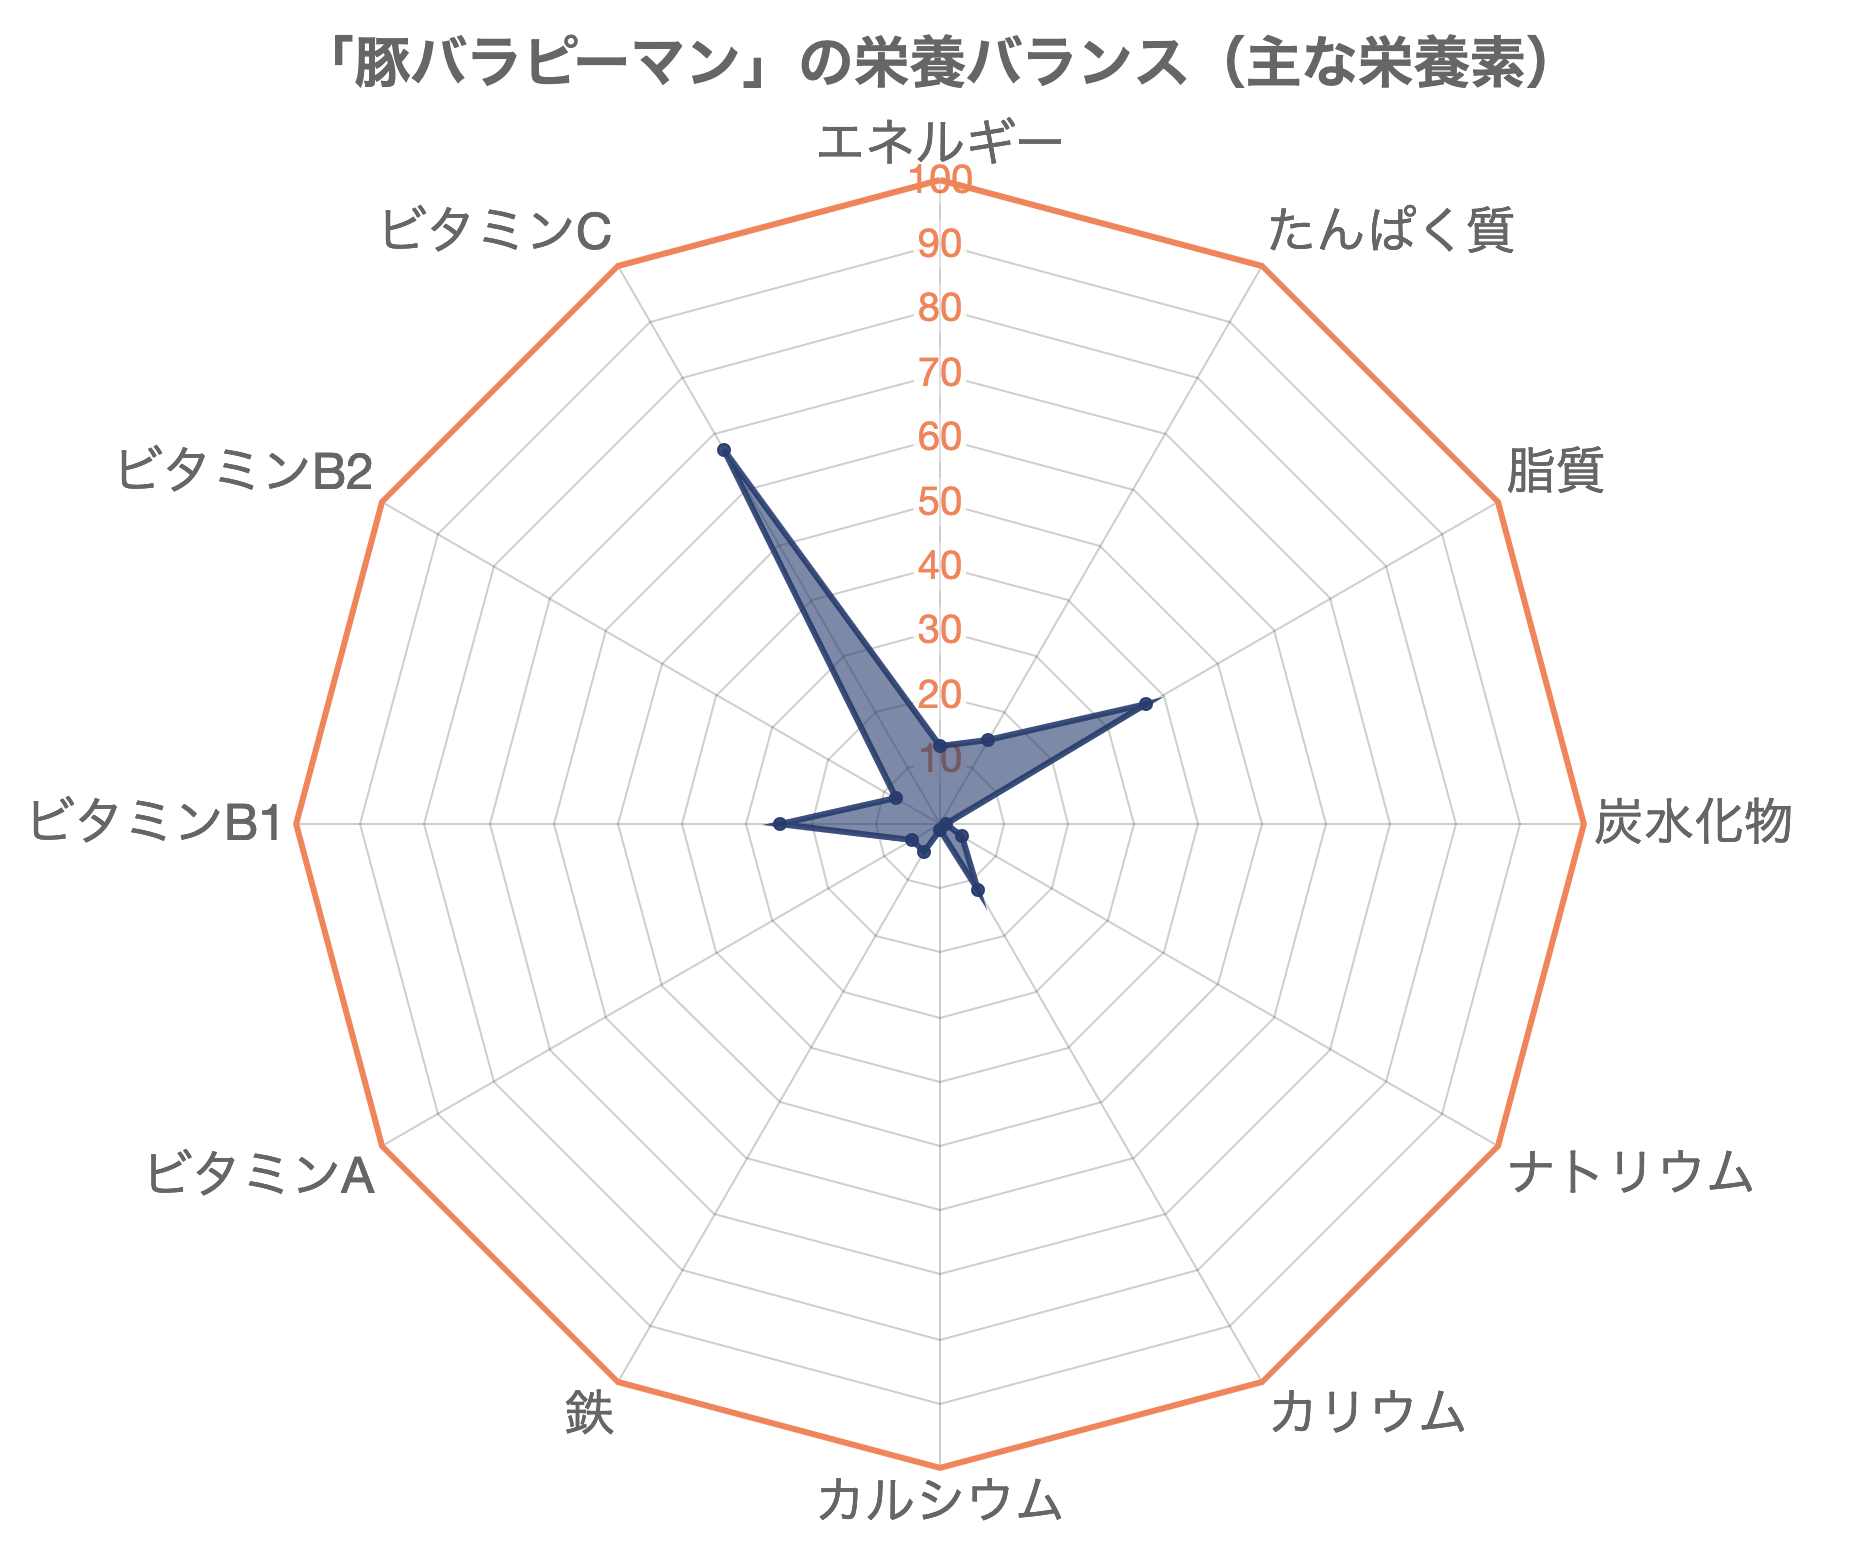 「豚バラピーマン」の栄養バランス（主な栄養素）
エネルギー
たんぱく質
脂質
炭水化物
ナトリウム
カリウム
カルシウム
鉄
ビタミンA
ビタミンB1
ビタミンB2
ビタミンC
100
90
80
70
60
50
40
30
20
10